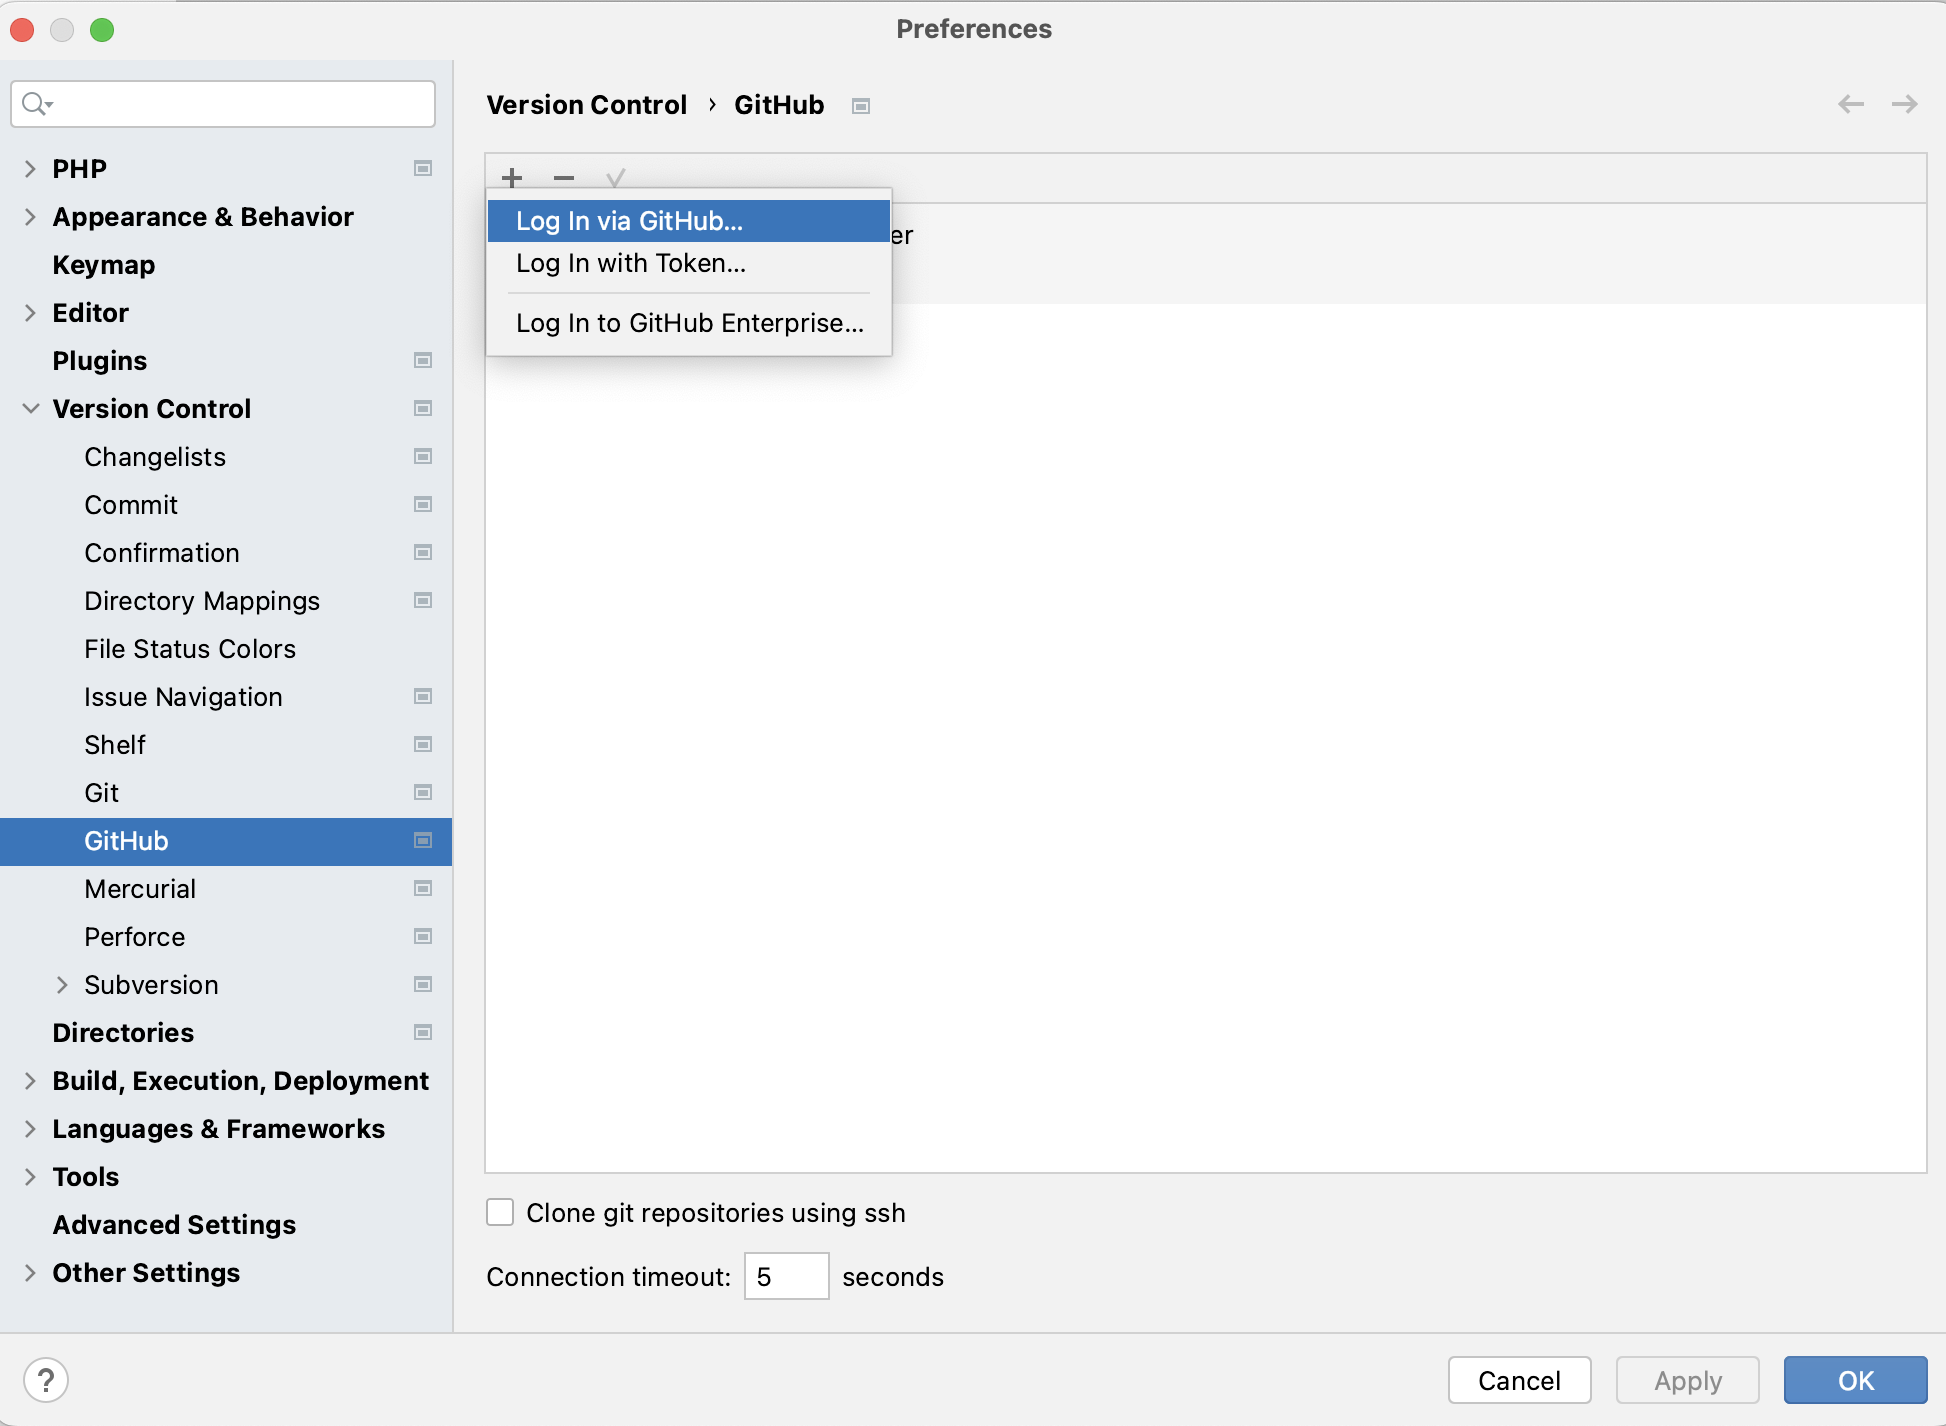 Preferences
Version Control › GitHub
PHP
Appearance & Behavior
Keymap
Editor
Plugins
Version Control
Changelists
Commit
Confirmation
Directory Mappings
File Status Colors
Issue Navigation
Shelf
Git
GitHub
Mercurial
Perforce
Subversion
Directories
Build, Execution, Deployment
Languages & Frameworks
Tools
Advanced Settings
Other Settings
Log In via GitHub...
er
Log In with Token...
Log In to GitHub Enterprise...
Clone git repositories using ssh
Connection timeout: 5 seconds
?
Cancel
Apply
OK